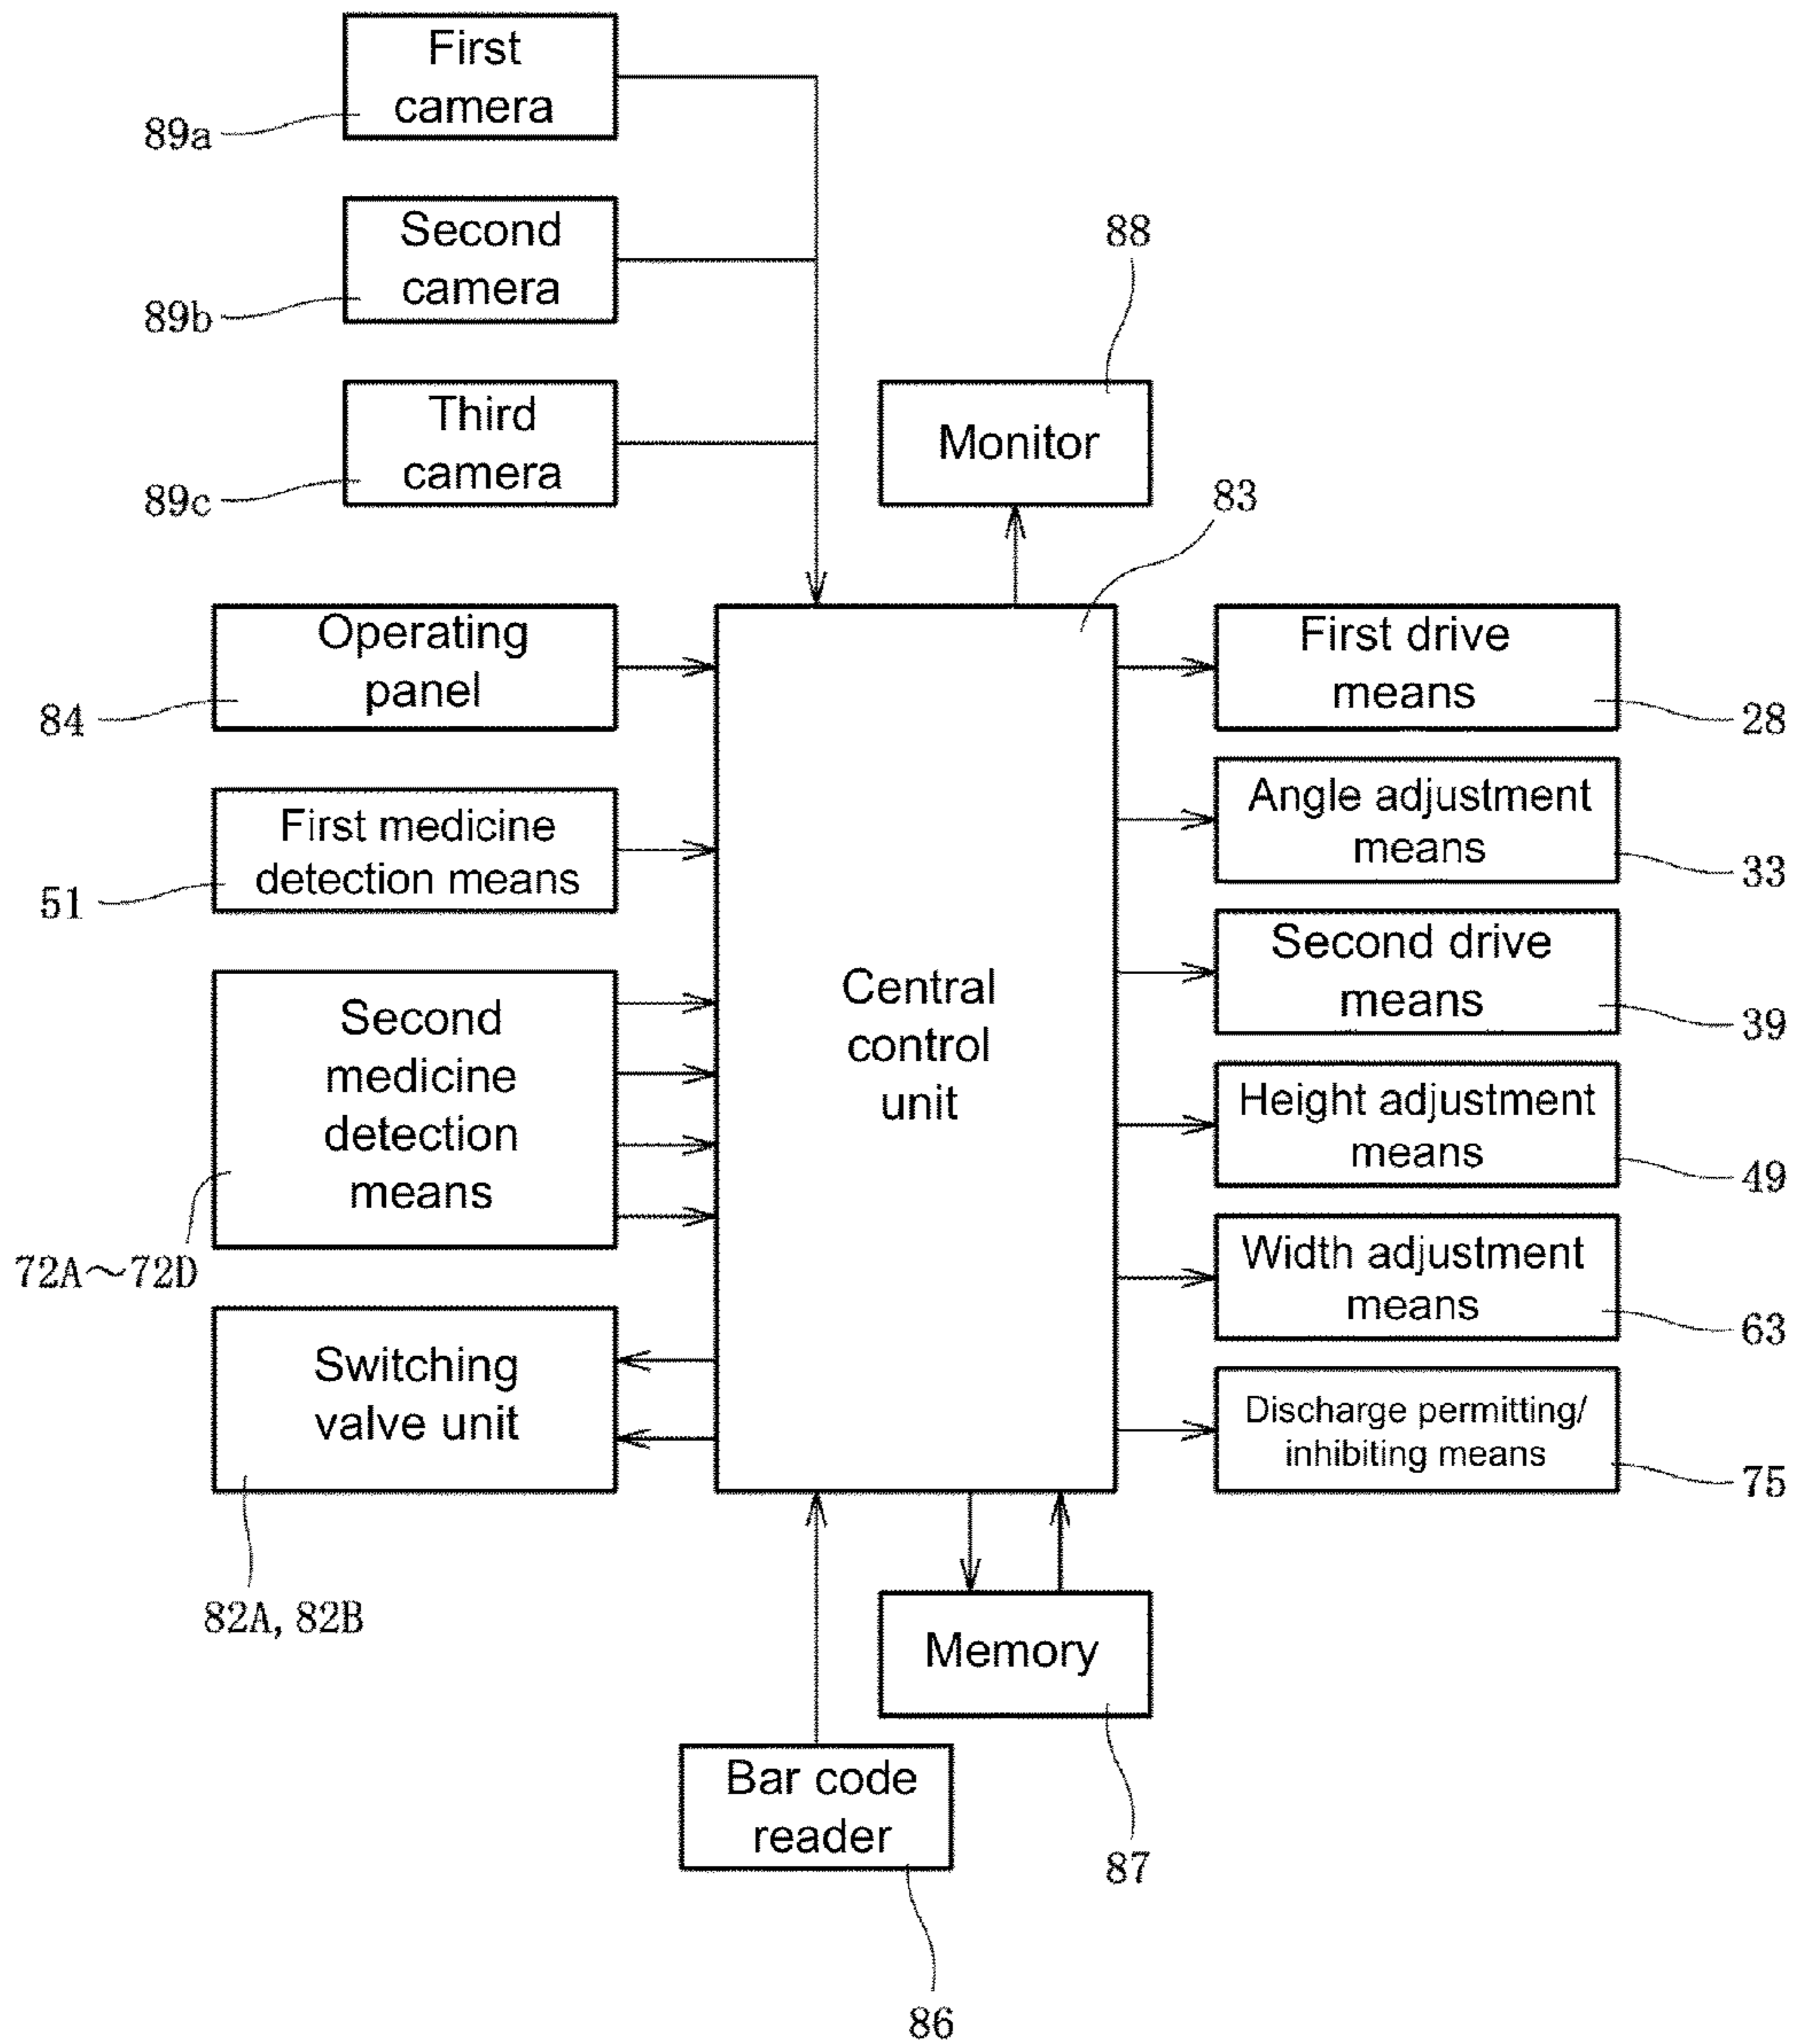 First
camera
89a
Second
camera
89b
88
Third
camera
89c
Monitor
83
Operating
panel
84
First drive
means
28
First medicine
detection means
51
Angle adjustment
means
33
Second
medicine
detection
means
72A～72D
Central
control
unit
Second drive
means
39
Height adjustment
means
49
Width adjustment
means
63
Switching
valve unit
82A, 82B
Discharge permitting/
inhibiting means
75
Memory
87
Bar code
reader
86